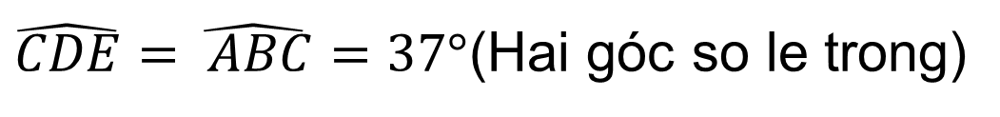 $\widehat{CDE} = \widehat{ABC} = 37°$(Hai góc so le trong)